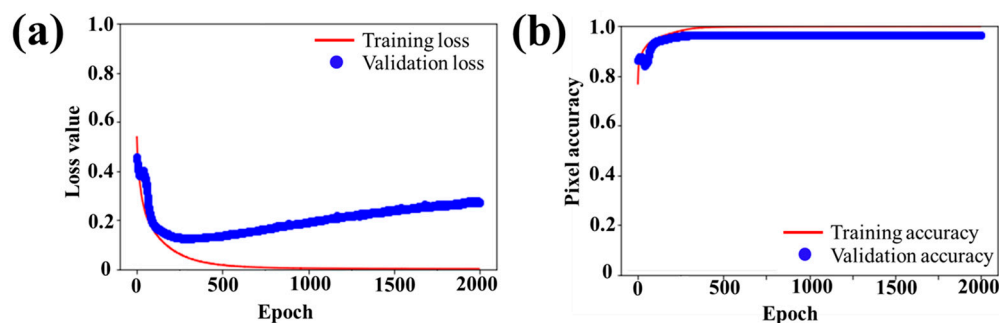 (a)
1.0
0.8
0.6
0.4
0.2
0
Loss value
Training loss
Validation loss
0 500 1000 1500 2000
Epoch
(b)
1.0
0.8
0.6
0.4
0.2
0
Pixel accuracy
Training accuracy
Validation accuracy
0 500 1000 1500 2000
Epoch